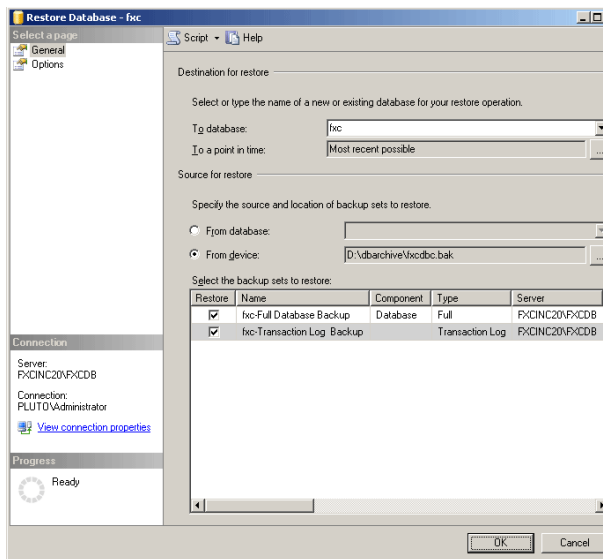 Restore Database - fxc
Select a page
General
Options
Script
Help
Destination for restore
Select or type the name of a new or existing database for your restore operation.
To database:
fxc
To a point in time:
Most recent possible
...
Source for restore
Specify the source and location of backup sets to restore.
From database:
From device:
D:\dbarchive\fxcdbc.bak
...
Select the backup sets to restore:
Restore Name Component Type Server
fxc-Full Database Backup Database Full FXCINC20\FXCDB
fxc-Transaction Log Backup Transaction Log FXCINC20\FXCDB
Connection
Server:
FXCINC20\FXCDB
Connection:
PLUTO\Administrator
View connection properties
Progress
Ready
OK
Cancel